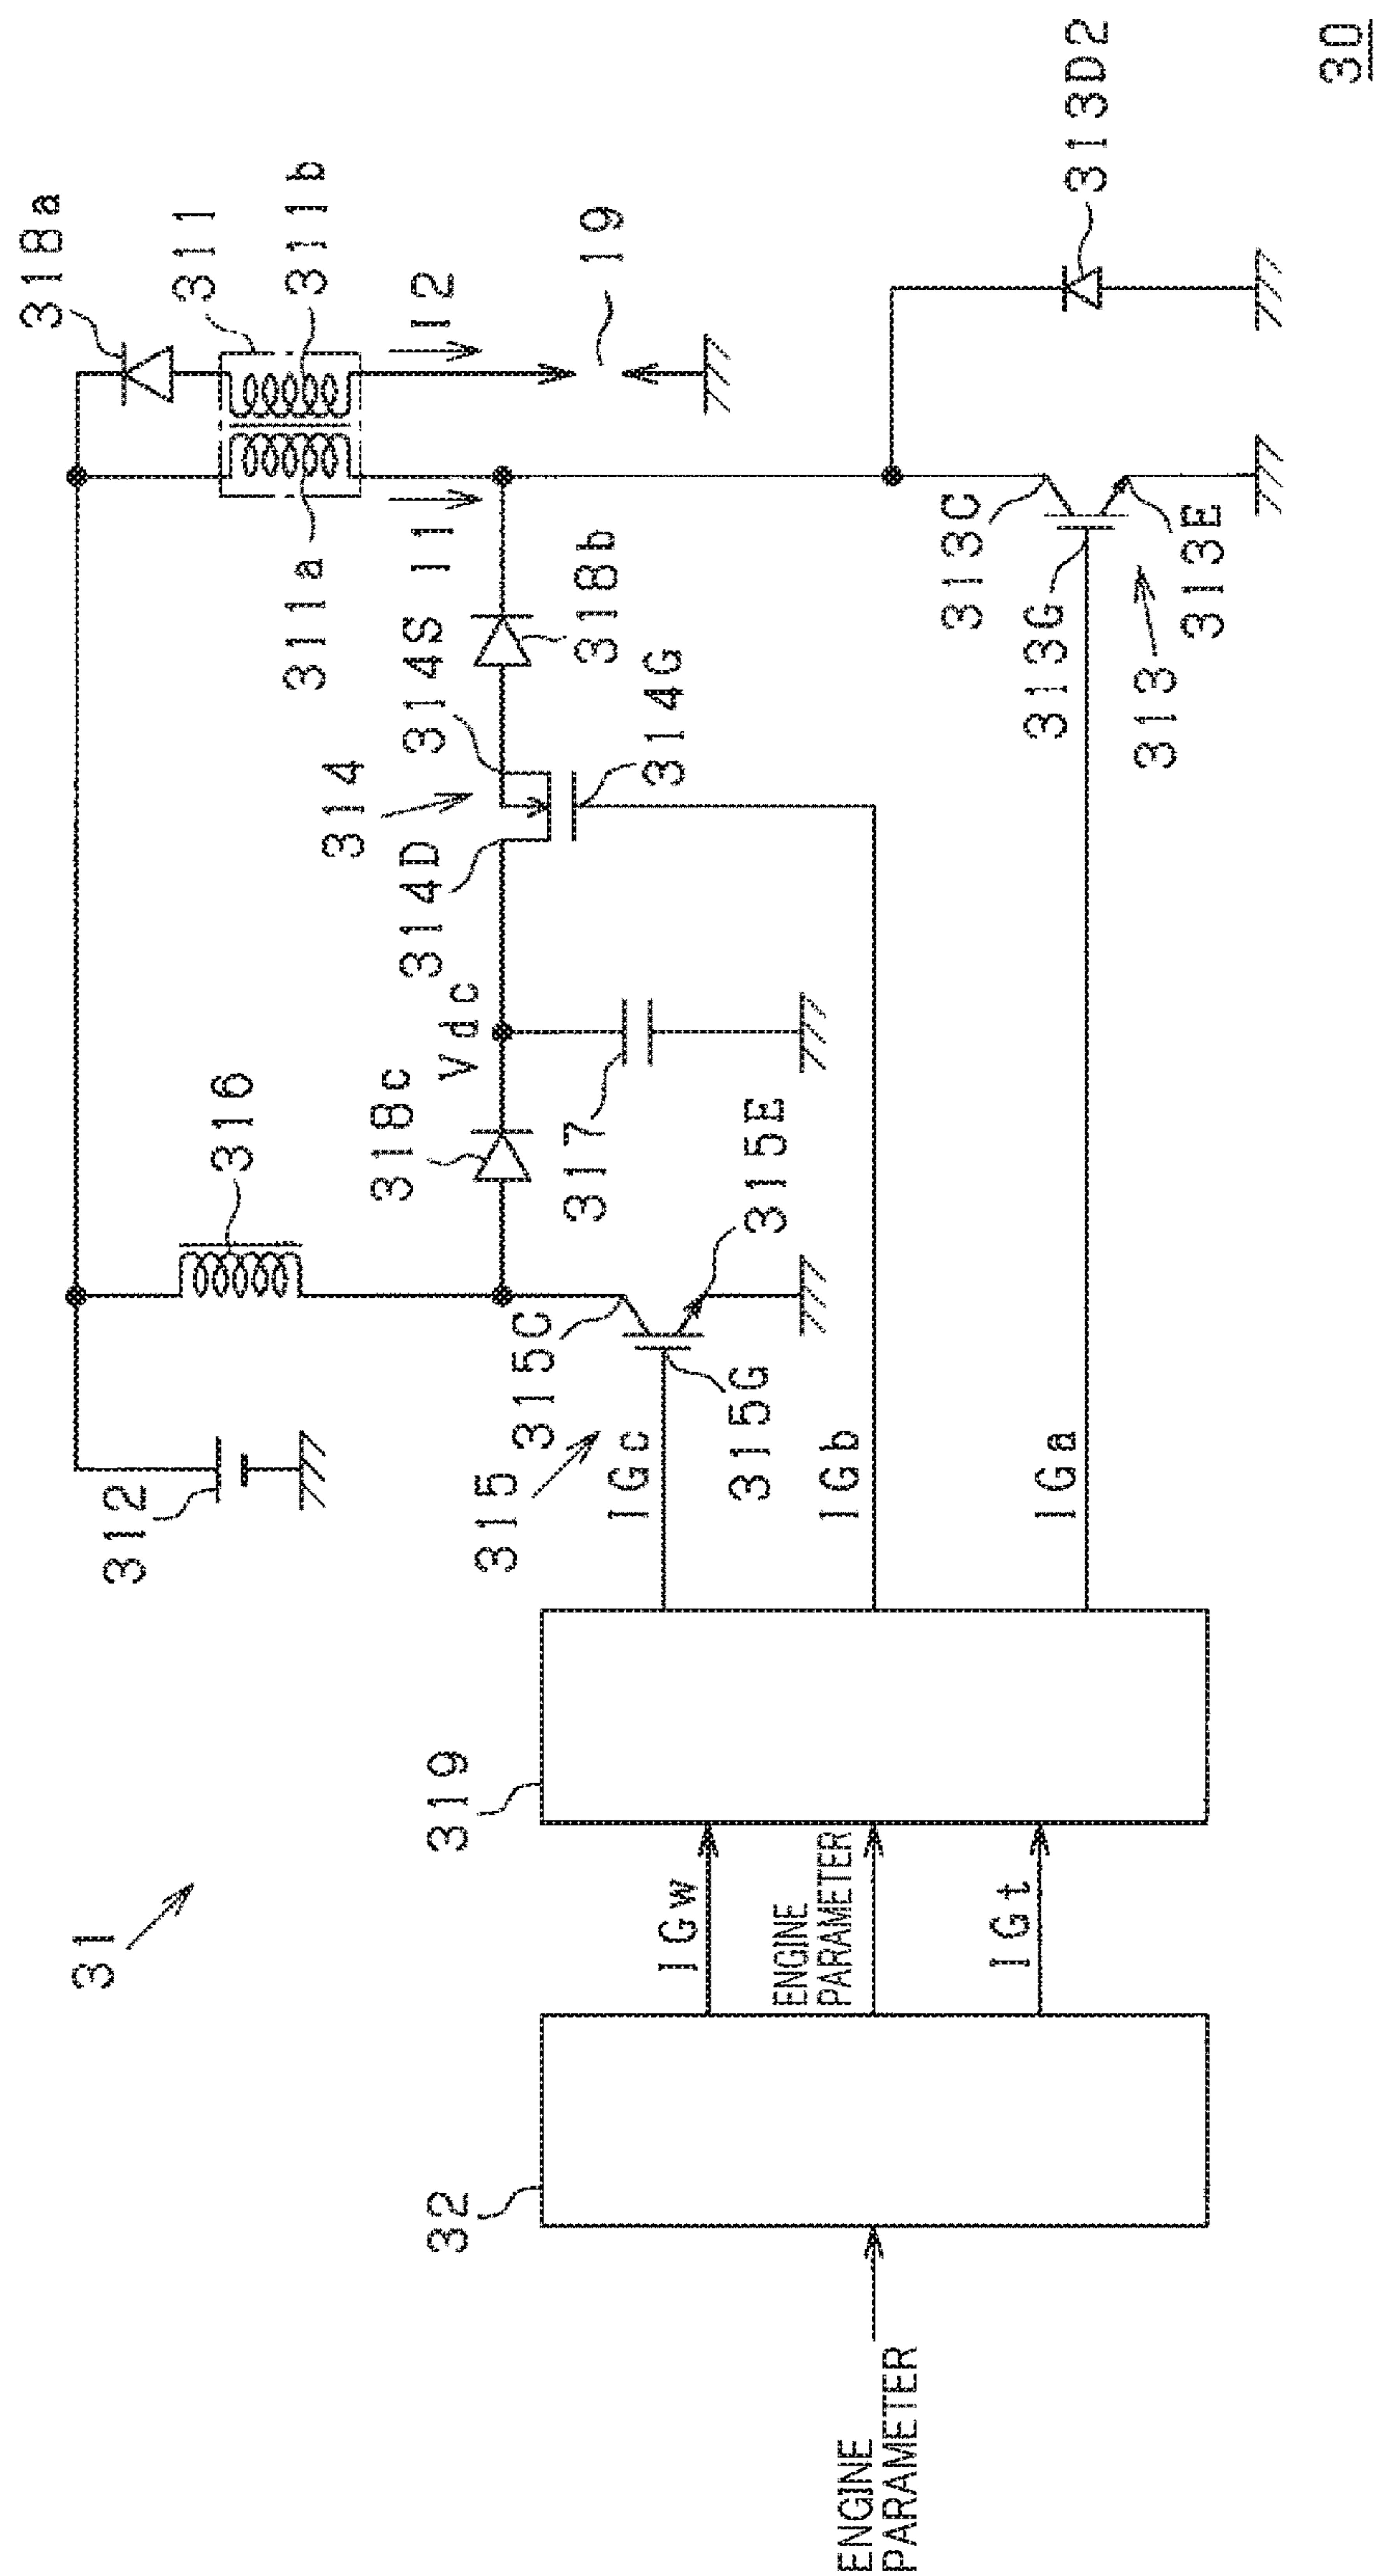 30
31
312
316
318a
311
311b
311a
I1
I2
19
314
314D
314S
318b
314G
Vdc
318c
317
315
315C
315E
315G
IGc
IGb
IGa
313C
313G
313
313E
313D2
319
32
IGw
ENGINE
PARAMETER
IGt
ENGINE
PARAMETER